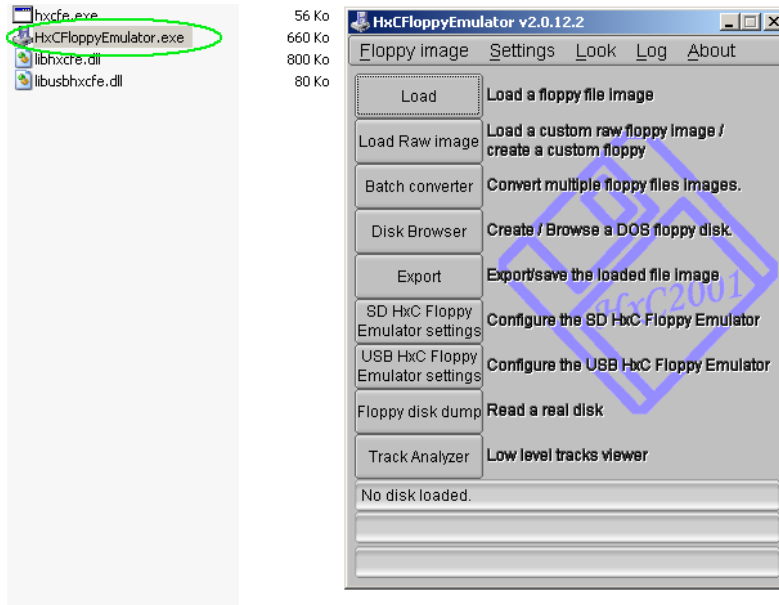 hxcfe.exe 56 Ko
HxCFloppyEmulator.exe 660 Ko
libhxcfe.dll 800 Ko
libusbhxcfe.dll 80 Ko
HxCFloppyEmulator v2.0.12.2
Floppy image Settings Look Log About
Load Load a floppy file image
Load Raw image Load a custom raw floppy image /
create a custom floppy
Batch converter Convert multiple floppy files images.
Disk Browser Create / Browse a DOS floppy disk.
Export Export/save the loaded file image
HxC2001
SD HxC Floppy
Emulator settings Configure the SD HxC Floppy Emulator
USB HxC Floppy
Emulator settings Configure the USB HxC Floppy Emulator
Floppy disk dump Read a real disk
Track Analyzer Low level tracks viewer
No disk loaded.